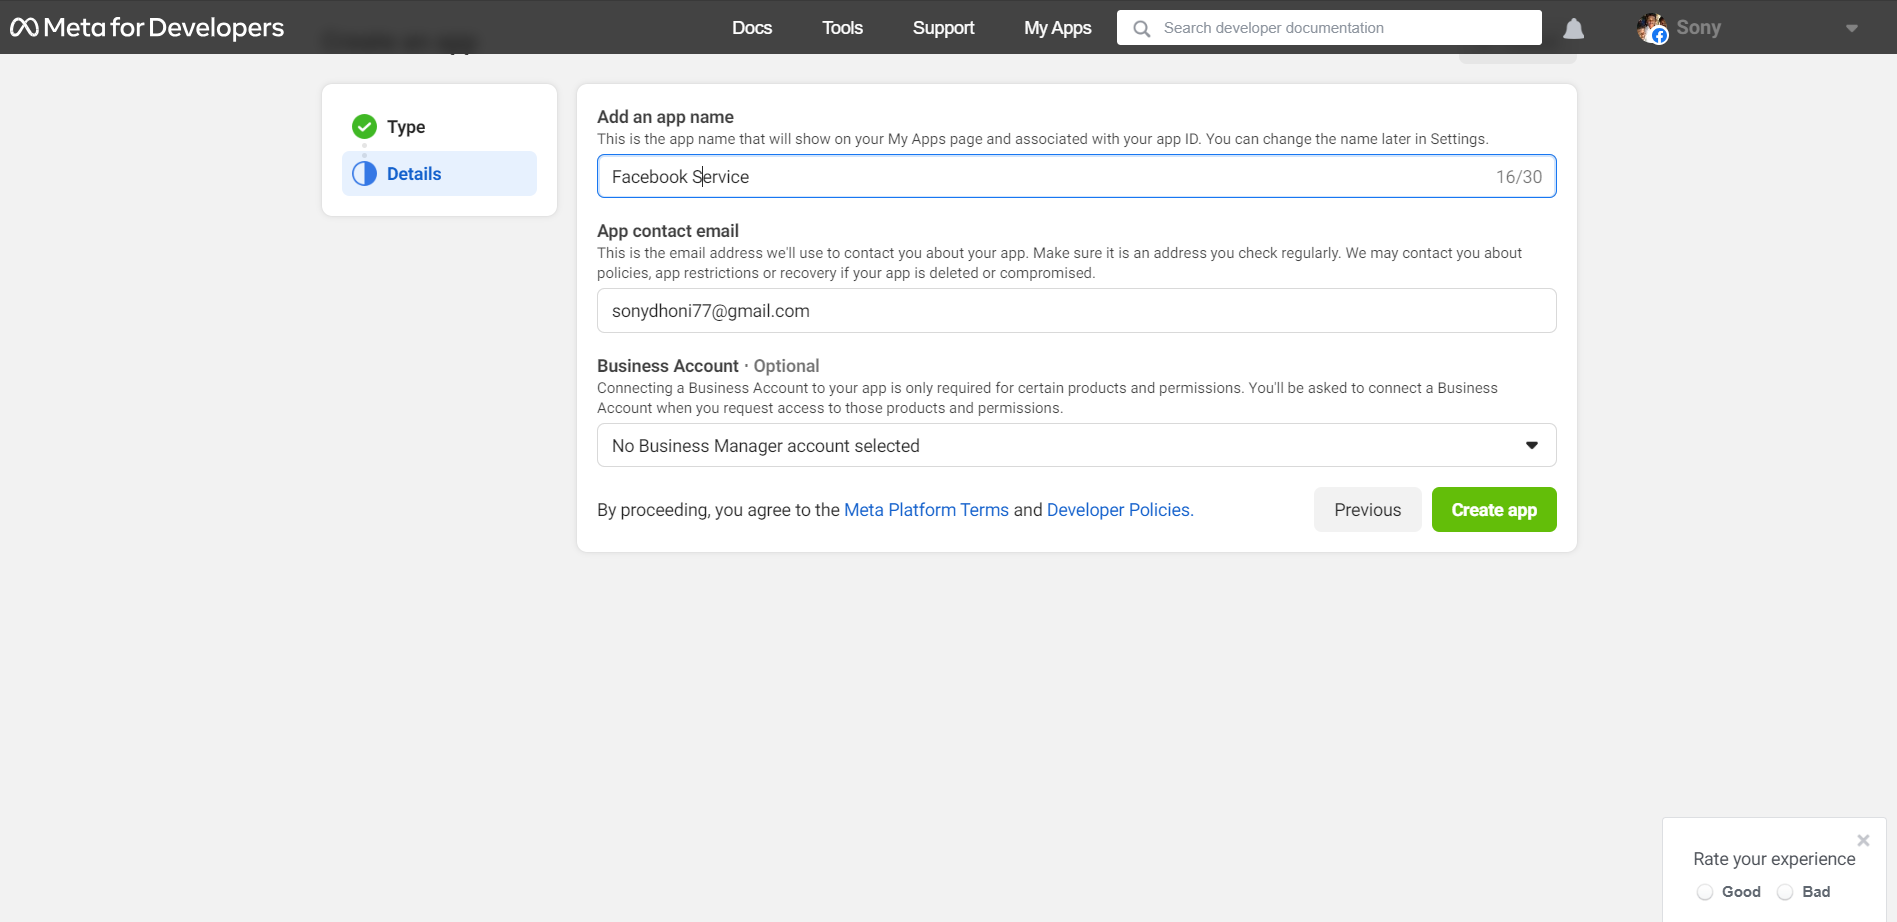 Meta for Developers
Docs
Tools
Support
My Apps
Search developer documentation
Sony
Create an app
Type
Details
Add an app name
This is the app name that will show on your My Apps page and associated with your app ID. You can change the name later in Settings.
Facebook Service
16/30
App contact email
This is the email address we'll use to contact you about your app. Make sure it is an address you check regularly. We may contact you about
policies, app restrictions or recovery if your app is deleted or compromised.
sonydhoni77@gmail.com
Business Account · Optional
Connecting a Business Account to your app is only required for certain products and permissions. You'll be asked to connect a Business
Account when you request access to those products and permissions.
No Business Manager account selected
By proceeding, you agree to the Meta Platform Terms and Developer Policies.
Previous
Create app
Rate your experience
Good
Bad